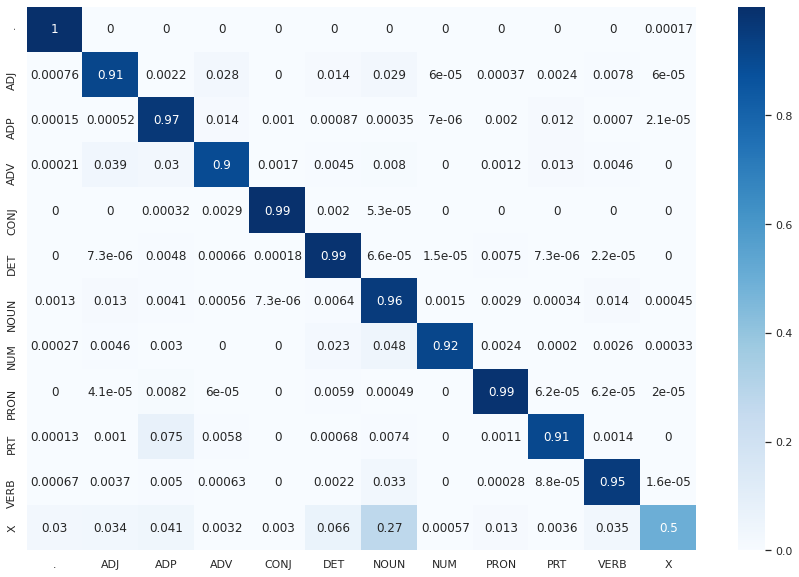 . 1 0 0 0 0 0 0 0 0 0 0 0.00017
ADJ 0.00076 0.91 0.0022 0.028 0 0.014 0.029 6e-05 0.00037 0.0024 0.0078 6e-05
ADP 0.00015 0.00052 0.97 0.014 0.001 0.00087 0.00035 7e-06 0.002 0.012 0.0007 2.1e-05
ADV 0.00021 0.039 0.03 0.9 0.0017 0.0045 0.008 0 0.0012 0.013 0.0046 0
CONJ 0 0 0.00032 0.0029 0.99 0.002 5.3e-05 0 0 0 0 0
DET 0 7.3e-06 0.0048 0.00066 0.00018 0.99 6.6e-05 1.5e-05 0.0075 7.3e-06 2.2e-05 0
NOUN 0.0013 0.013 0.0041 0.00056 7.3e-06 0.0064 0.96 0.0015 0.0029 0.00034 0.014 0.00045
NUM 0.00027 0.0046 0.003 0 0 0.023 0.048 0.92 0.0024 0.0002 0.0026 0.00033
PRON 0 4.1e-05 0.0082 6e-05 0 0.0059 0.00049 0 0.99 6.2e-05 6.2e-05 2e-05
PRT 0.00013 0.001 0.075 0.0058 0 0.00068 0.0074 0 0.0011 0.91 0.0014 0
VERB 0.00067 0.0037 0.005 0.00063 0 0.0022 0.033 0 0.00028 8.8e-05 0.95 1.6e-05
X 0.03 0.034 0.041 0.0032 0.003 0.066 0.27 0.00057 0.013 0.0036 0.035 0.5
. ADJ ADP ADV CONJ DET NOUN NUM PRON PRT VERB X
0.8
0.6
0.4
0.2
0.0